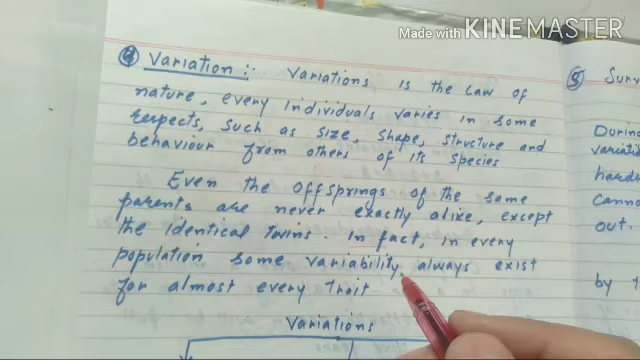 Made with KINEMASTER
④ Variation :- Variations is the Law of
nature, every individuals varies in some
respects, such as size, shape, structure and
behaviour from others of its species
Even the offsprings of the same
parents are never exactly alike, except
the identical twins. In fact, in every
population some variability always exist
for almost every trait
Variations
⑤ Surv
Durin
variati
hard
canno
out.
by t